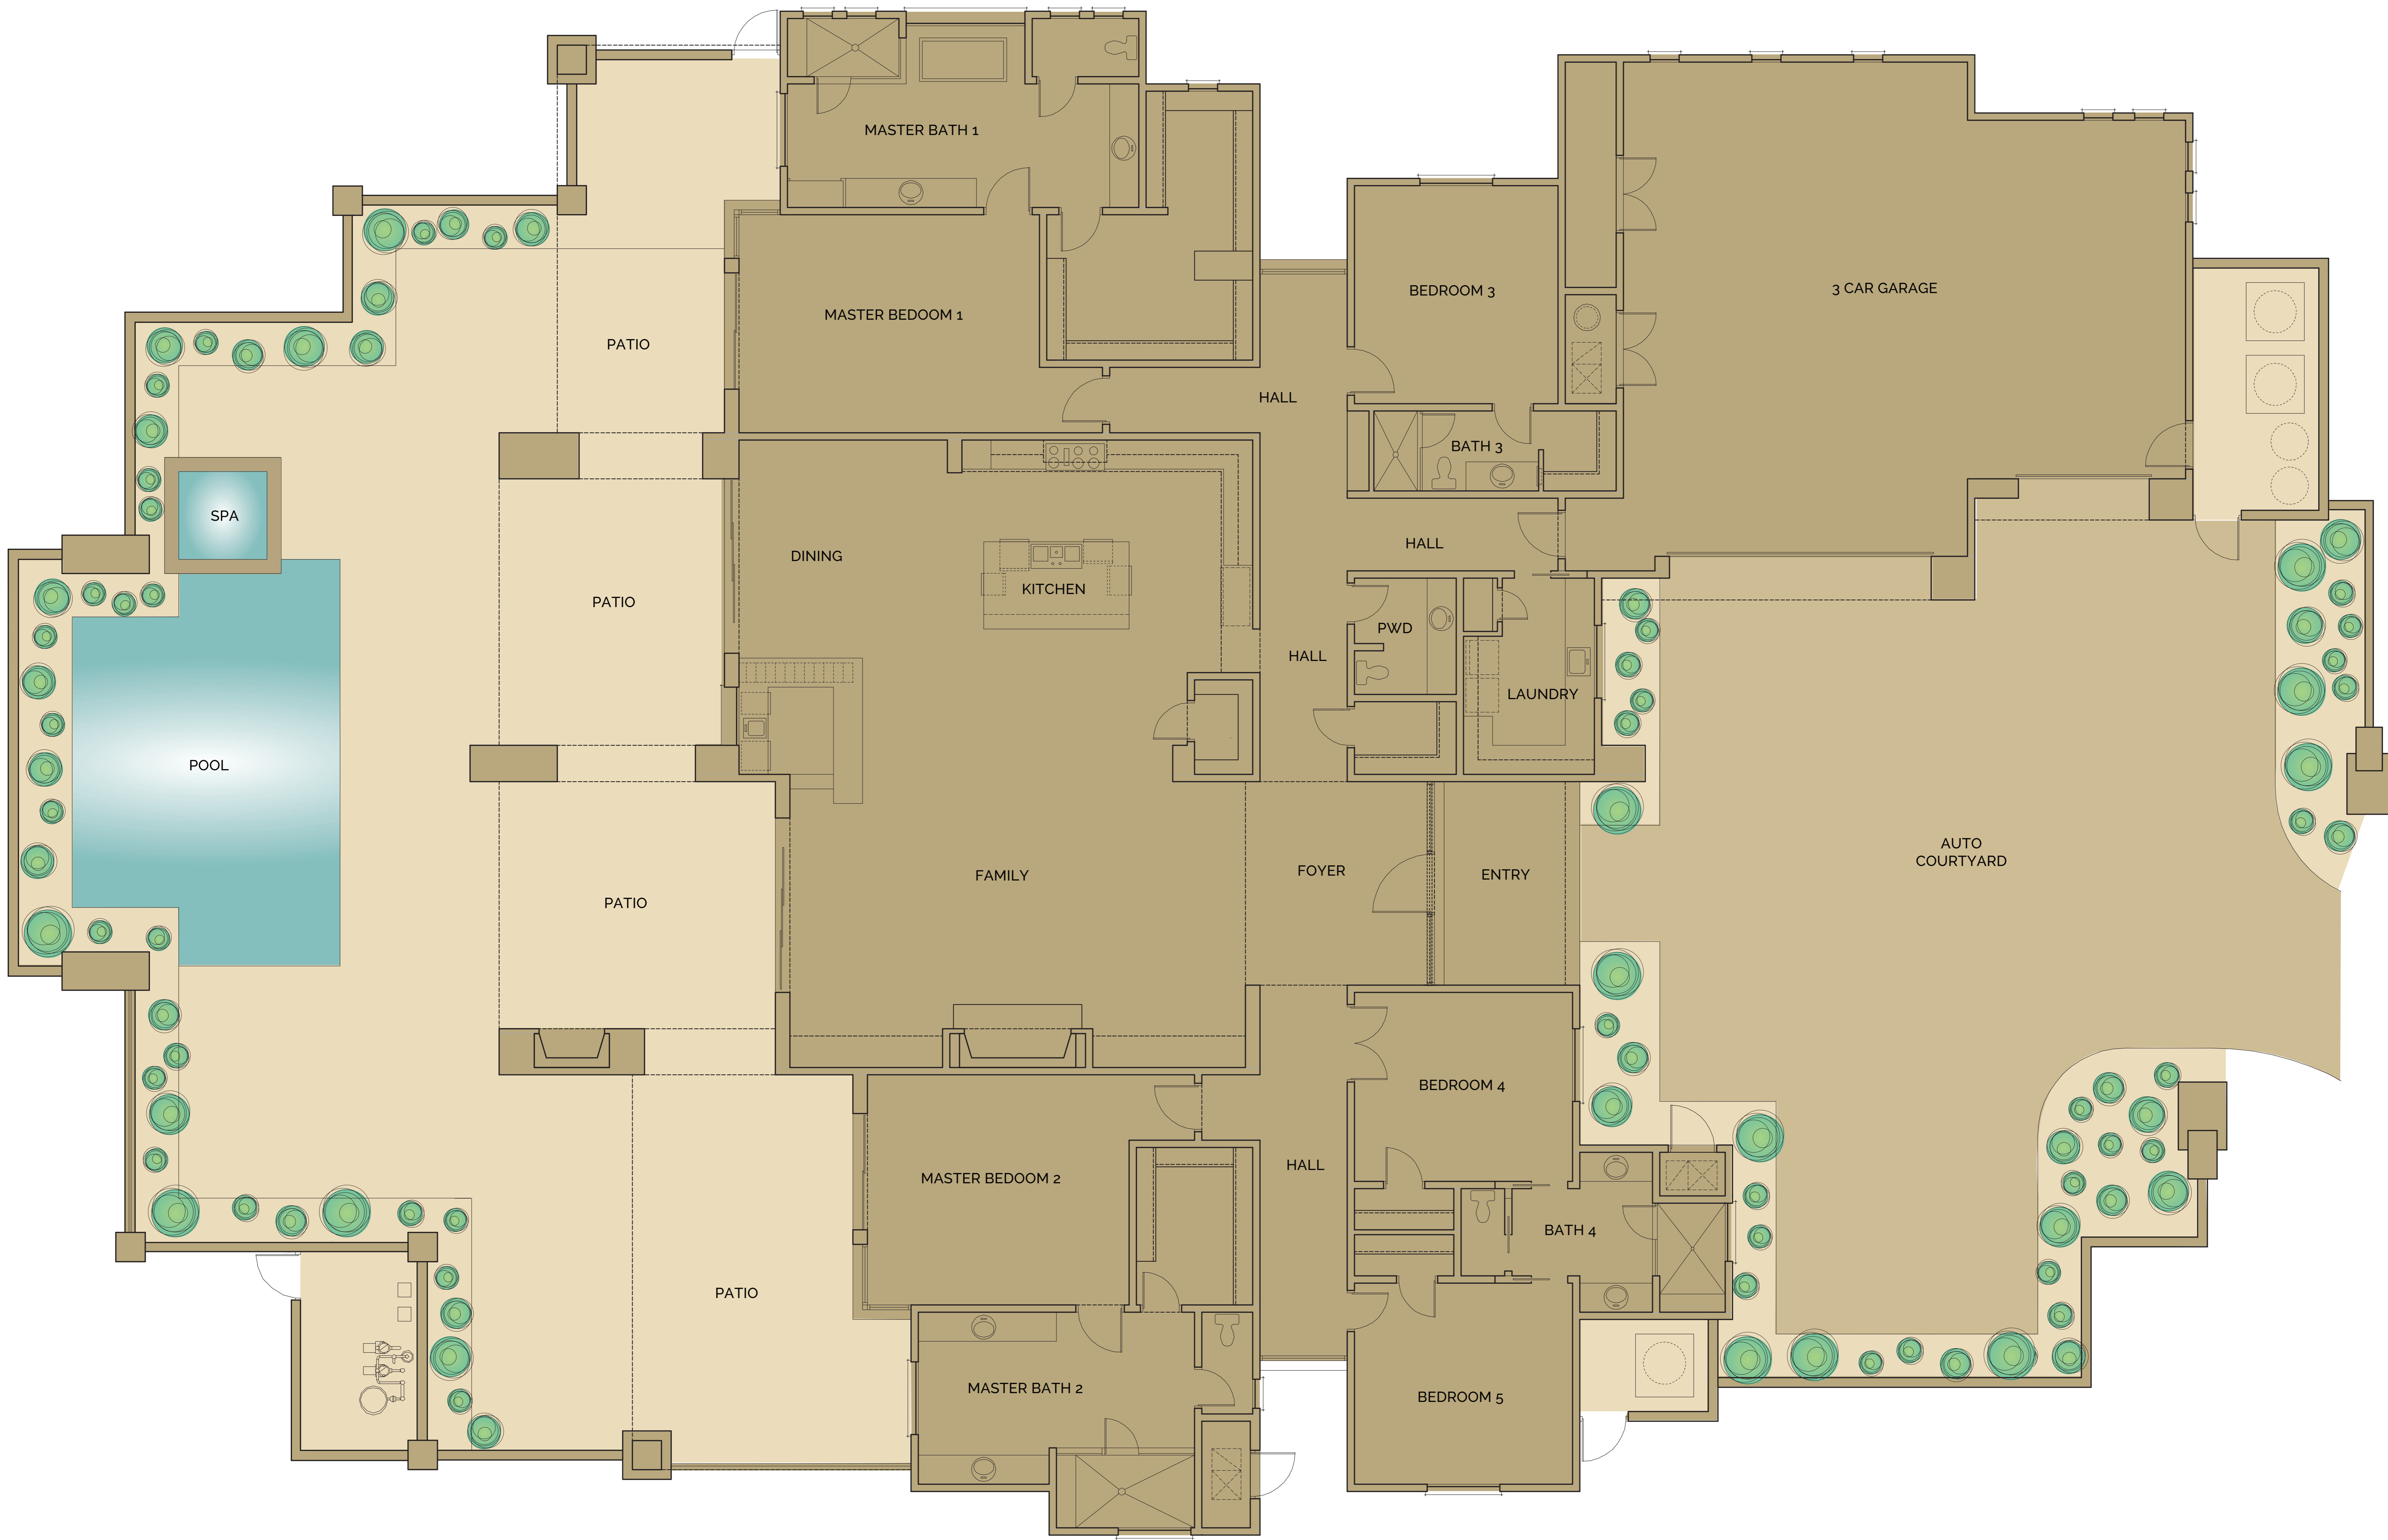 MASTER BATH 1
BEDROOM 3
3 CAR GARAGE
MASTER BEDOOM 1
PATIO
HALL
BATH 3
SPA
HALL
DINING
KITCHEN
PATIO
PWD
HALL
LAUNDRY
POOL
AUTO
COURTYARD
FOYER
ENTRY
FAMILY
PATIO
BEDROOM 4
HALL
MASTER BEDOOM 2
BATH 4
PATIO
MASTER BATH 2
BEDROOM 5